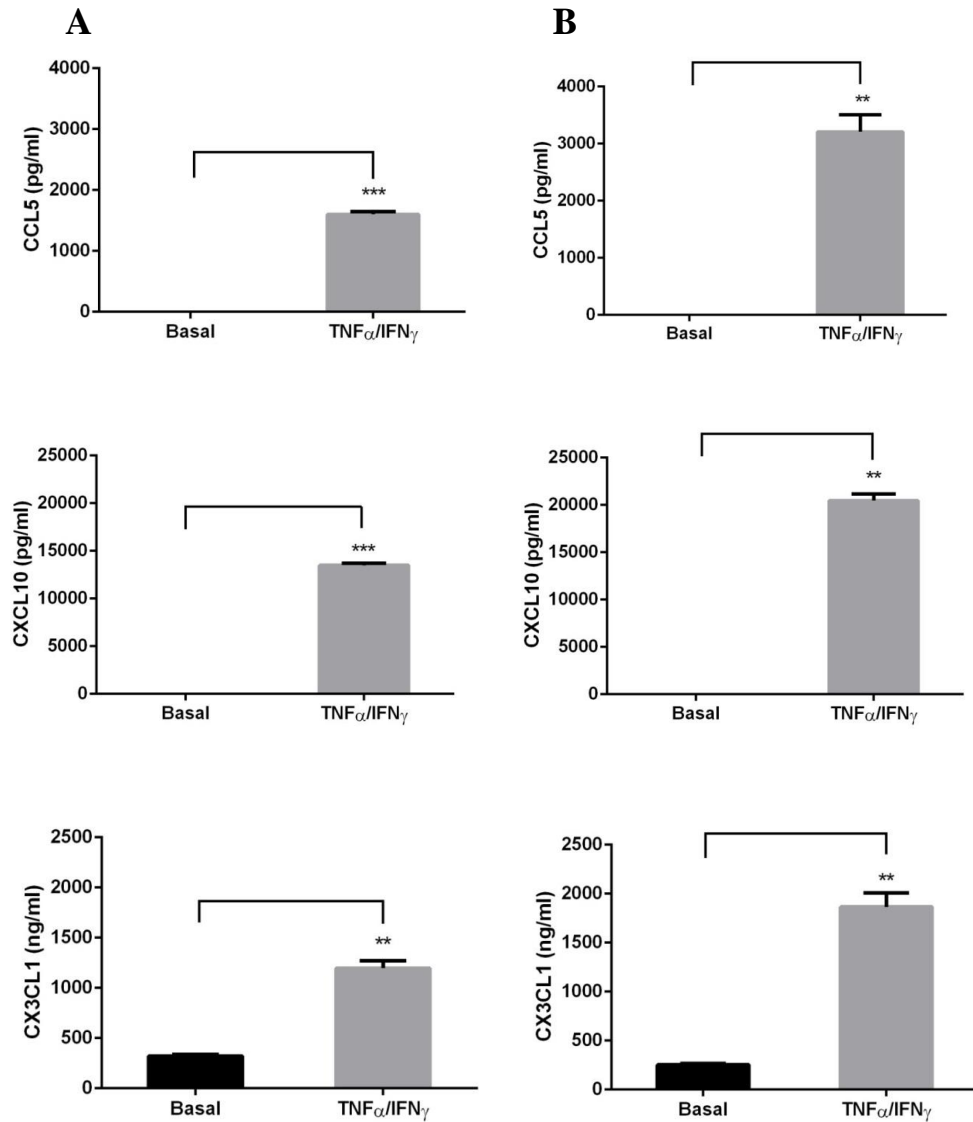 A
B
CCL5 (pg/ml)
4000
3000
2000
1000
0
***
Basal
TNFα/IFNγ
CCL5 (pg/ml)
4000
3000
2000
1000
0
**
Basal
TNFα/IFNγ
CXCL10 (pg/ml)
25000
20000
15000
10000
5000
0
***
Basal
TNFα/IFNγ
CXCL10 (pg/ml)
25000
20000
15000
10000
5000
0
**
Basal
TNFα/IFNγ
CX3CL1 (ng/ml)
2500
2000
1500
1000
500
0
**
Basal
TNFα/IFNγ
CX3CL1 (ng/ml)
2500
2000
1500
1000
500
0
**
Basal
TNFα/IFNγ